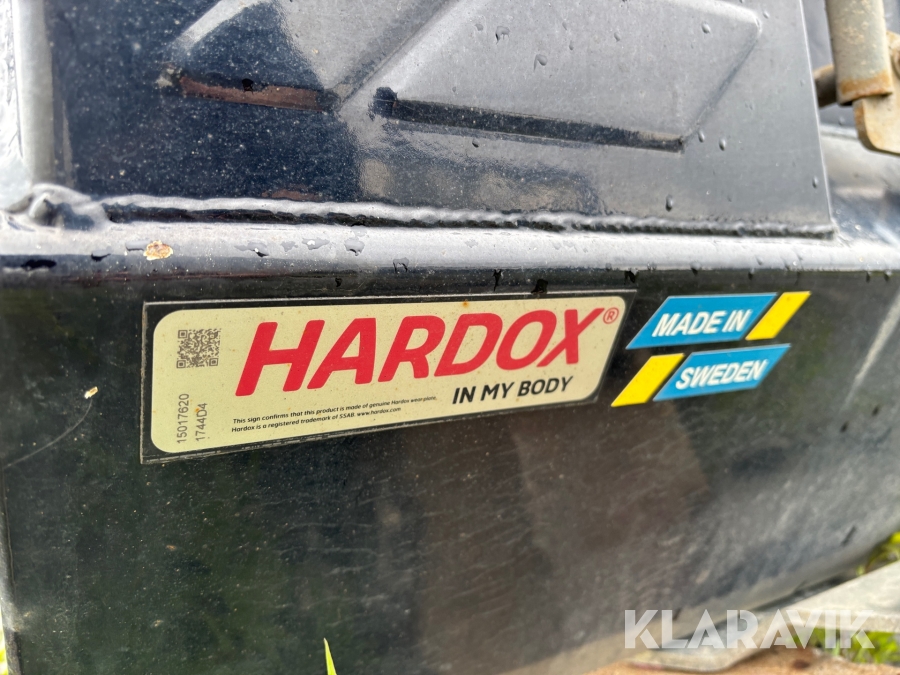 HARDOX®
IN MY BODY
This sign confirms that this product is made of genuine Hardox wear plate.
Hardox is a registered trademark of SSAB. www.hardox.com
15017620
1744D4
MADE IN
SWEDEN
KLARAVIK